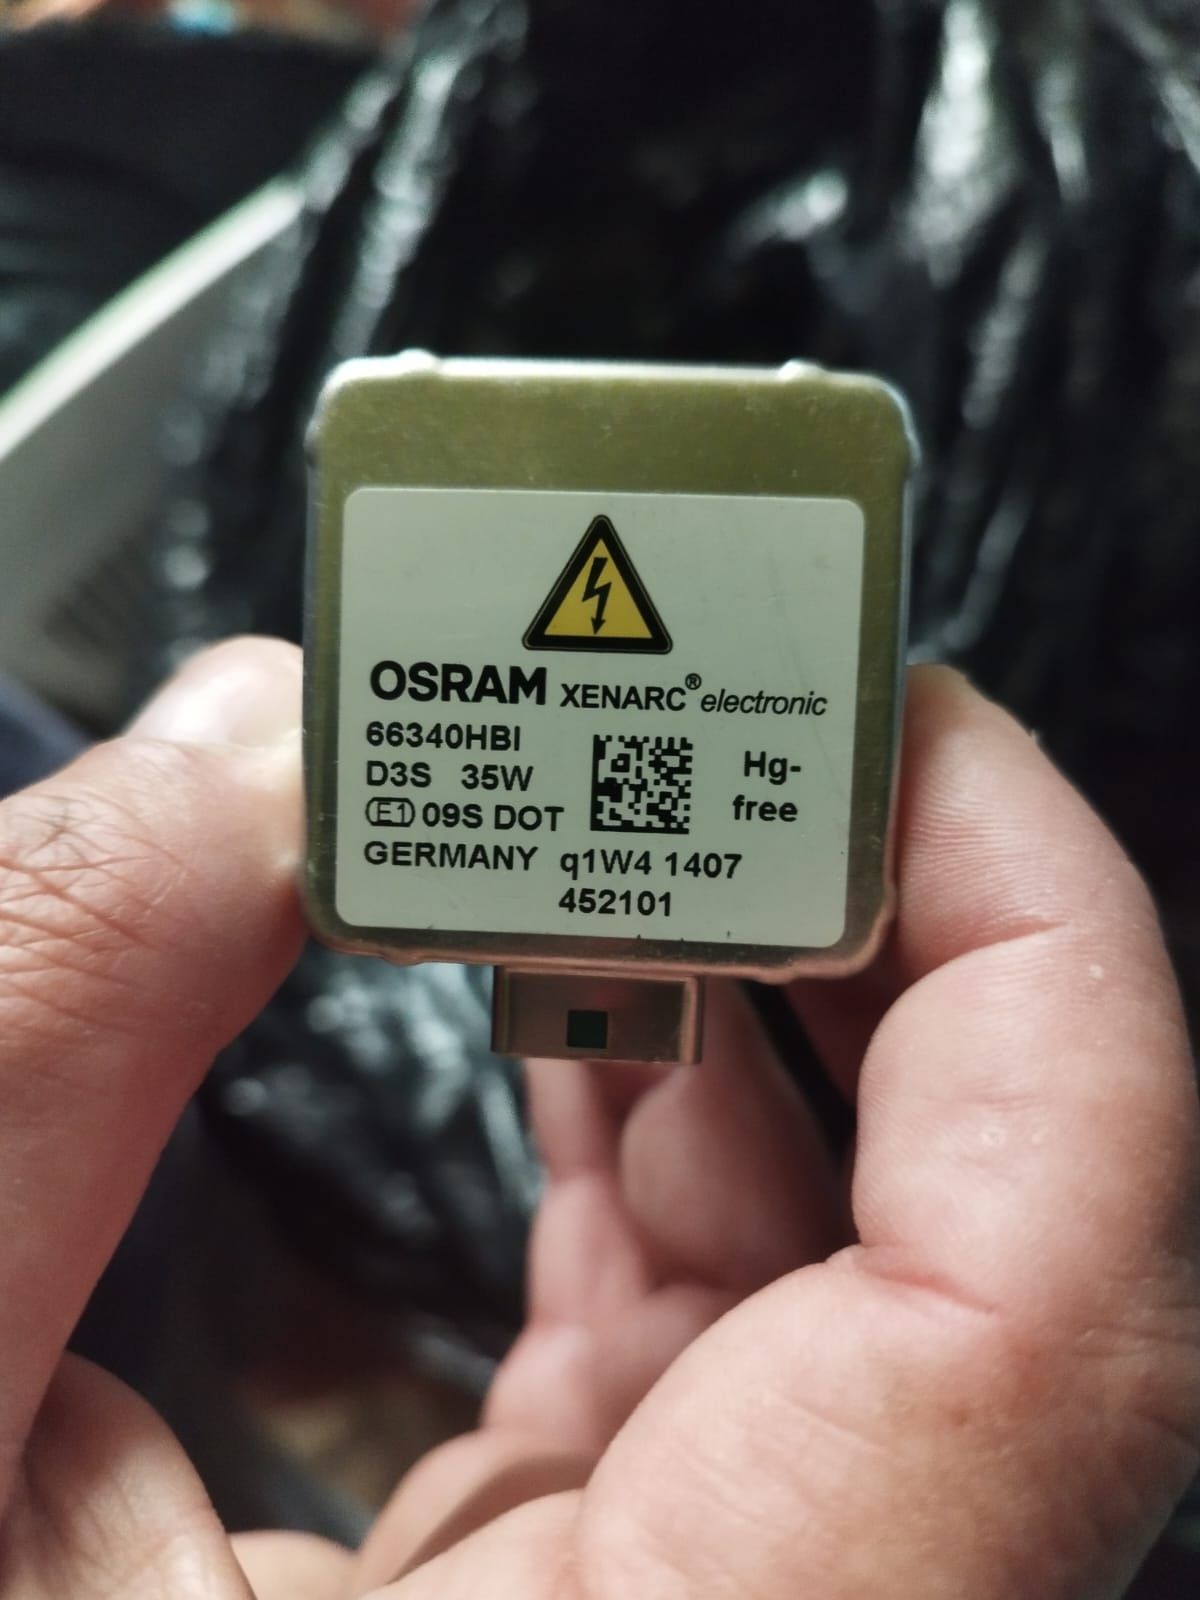 OSRAM XENARC® electronic
66340HBI
D3S 35W
Hg-
free
E1 09S DOT
GERMANY q1W4 1407
452101